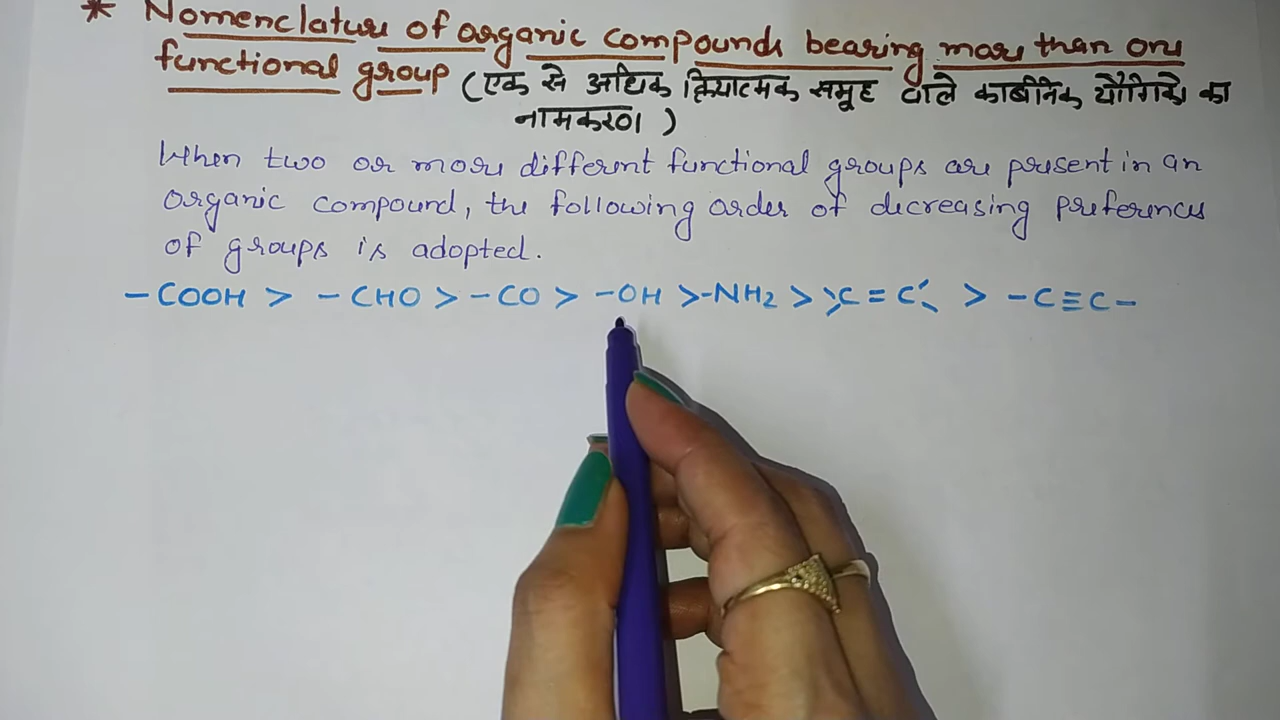 * Nomenclature of organic compounds bearing more than one
functional group (एक से अधिक क्रियात्मक समूह वाले कार्बनिक यौगिकों का
नामकरण )
When two or more different functional groups are present in an
organic compound, the following order of decreasing preference
of groups is adopted.
-COOH > -CHO > -CO > -OH > -NH₂ > >C=C< > -C≡C-